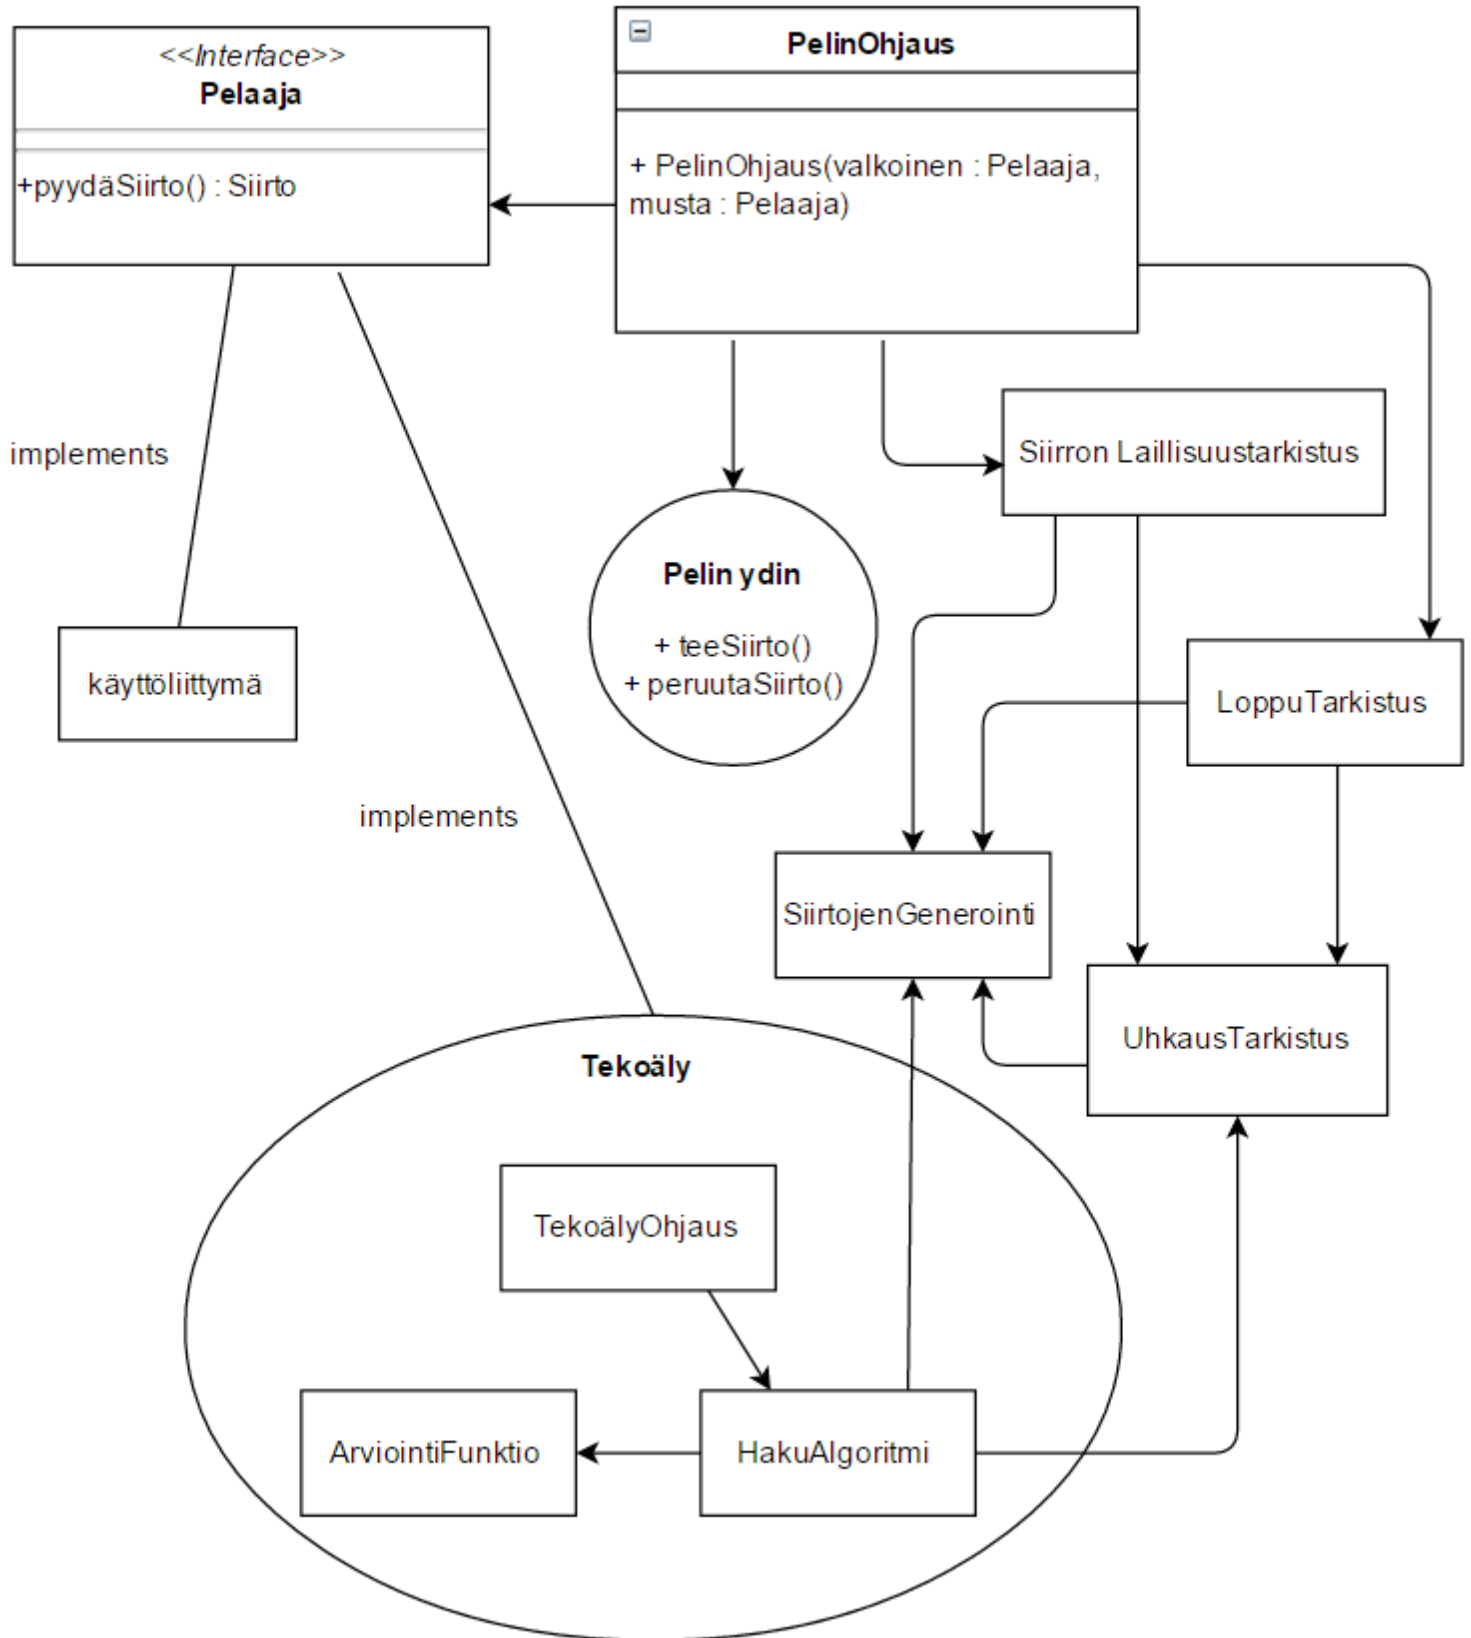 <<Interface>>
Pelaaja
+pyydäSiirto() : Siirto
PelinOhjaus
+ PelinOhjaus(valkoinen : Pelaaja,
musta : Pelaaja)
implements
Siirron Laillisuustarkistus
Pelin ydin
+ teeSiirto()
+ peruutaSiirto()
käyttöliittymä
LoppuTarkistus
implements
SiirtojenGenerointi
UhkausTarkistus
Tekoäly
TekoälyOhjaus
ArviointiFunktio
HakuAlgoritmi